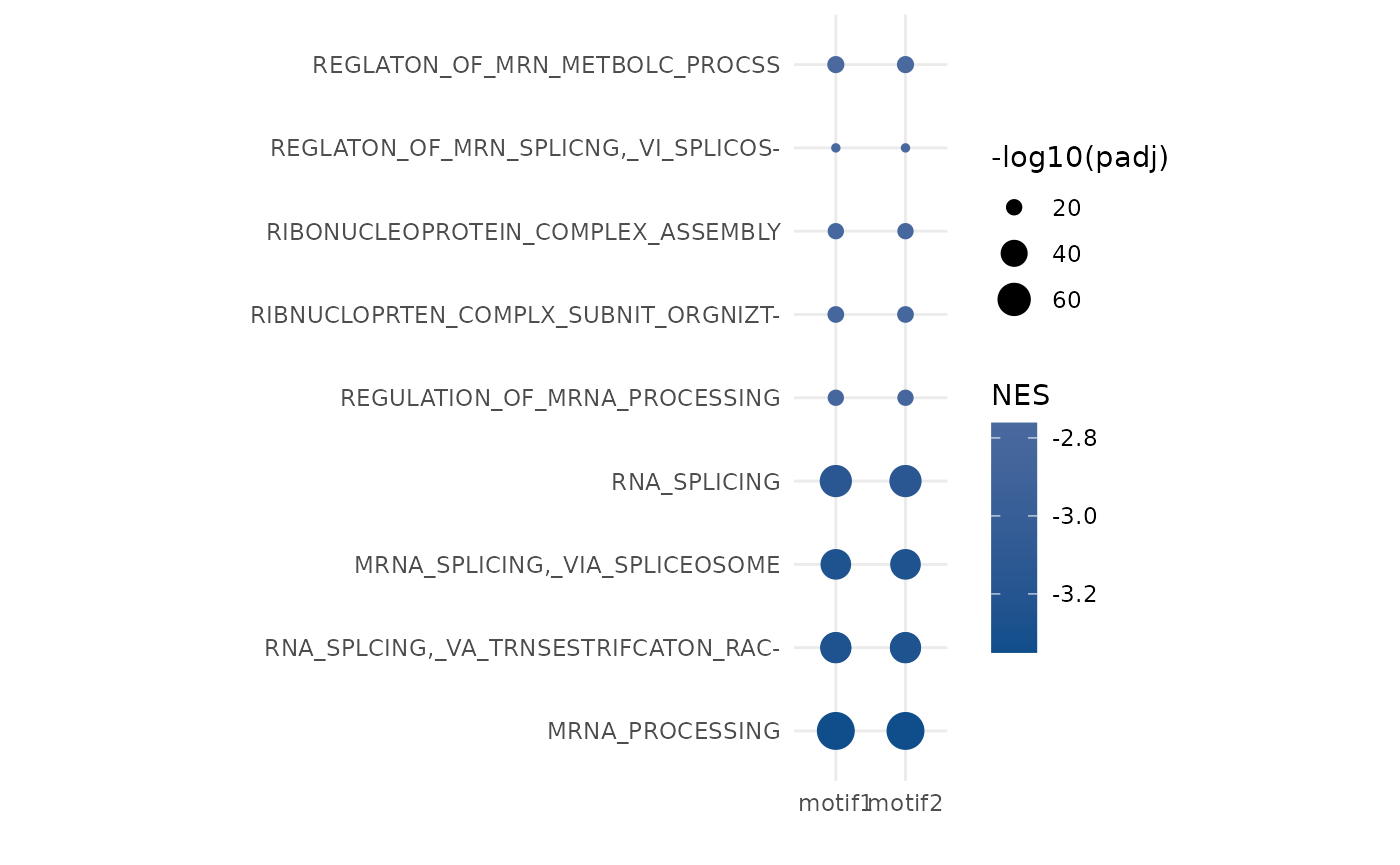 REGLATON_OF_MRN_METBOLC_PROCSS
REGLATON_OF_MRN_SPLICNG,_VI_SPLICOS-
RIBONUCLEOPROTEIN_COMPLEX_ASSEMBLY
RIBNUCLOPRTEN_COMPLX_SUBNIT_ORGNIZT-
REGULATION_OF_MRNA_PROCESSING
RNA_SPLICING
MRNA_SPLICING,_VIA_SPLICEOSOME
RNA_SPLCING,_VA_TRNSESTRIFCATON_RAC-
MRNA_PROCESSING
motif1 motif2
-log10(padj)
20
40
60
NES
-2.8
-3.0
-3.2